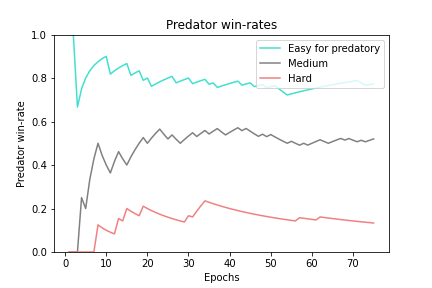 Predator win-rates
Easy for predatory
Medium
Hard
Predator win-rate
1.0
0.8
0.6
0.4
0.2
0.0
0 10 20 30 40 50 60 70
Epochs